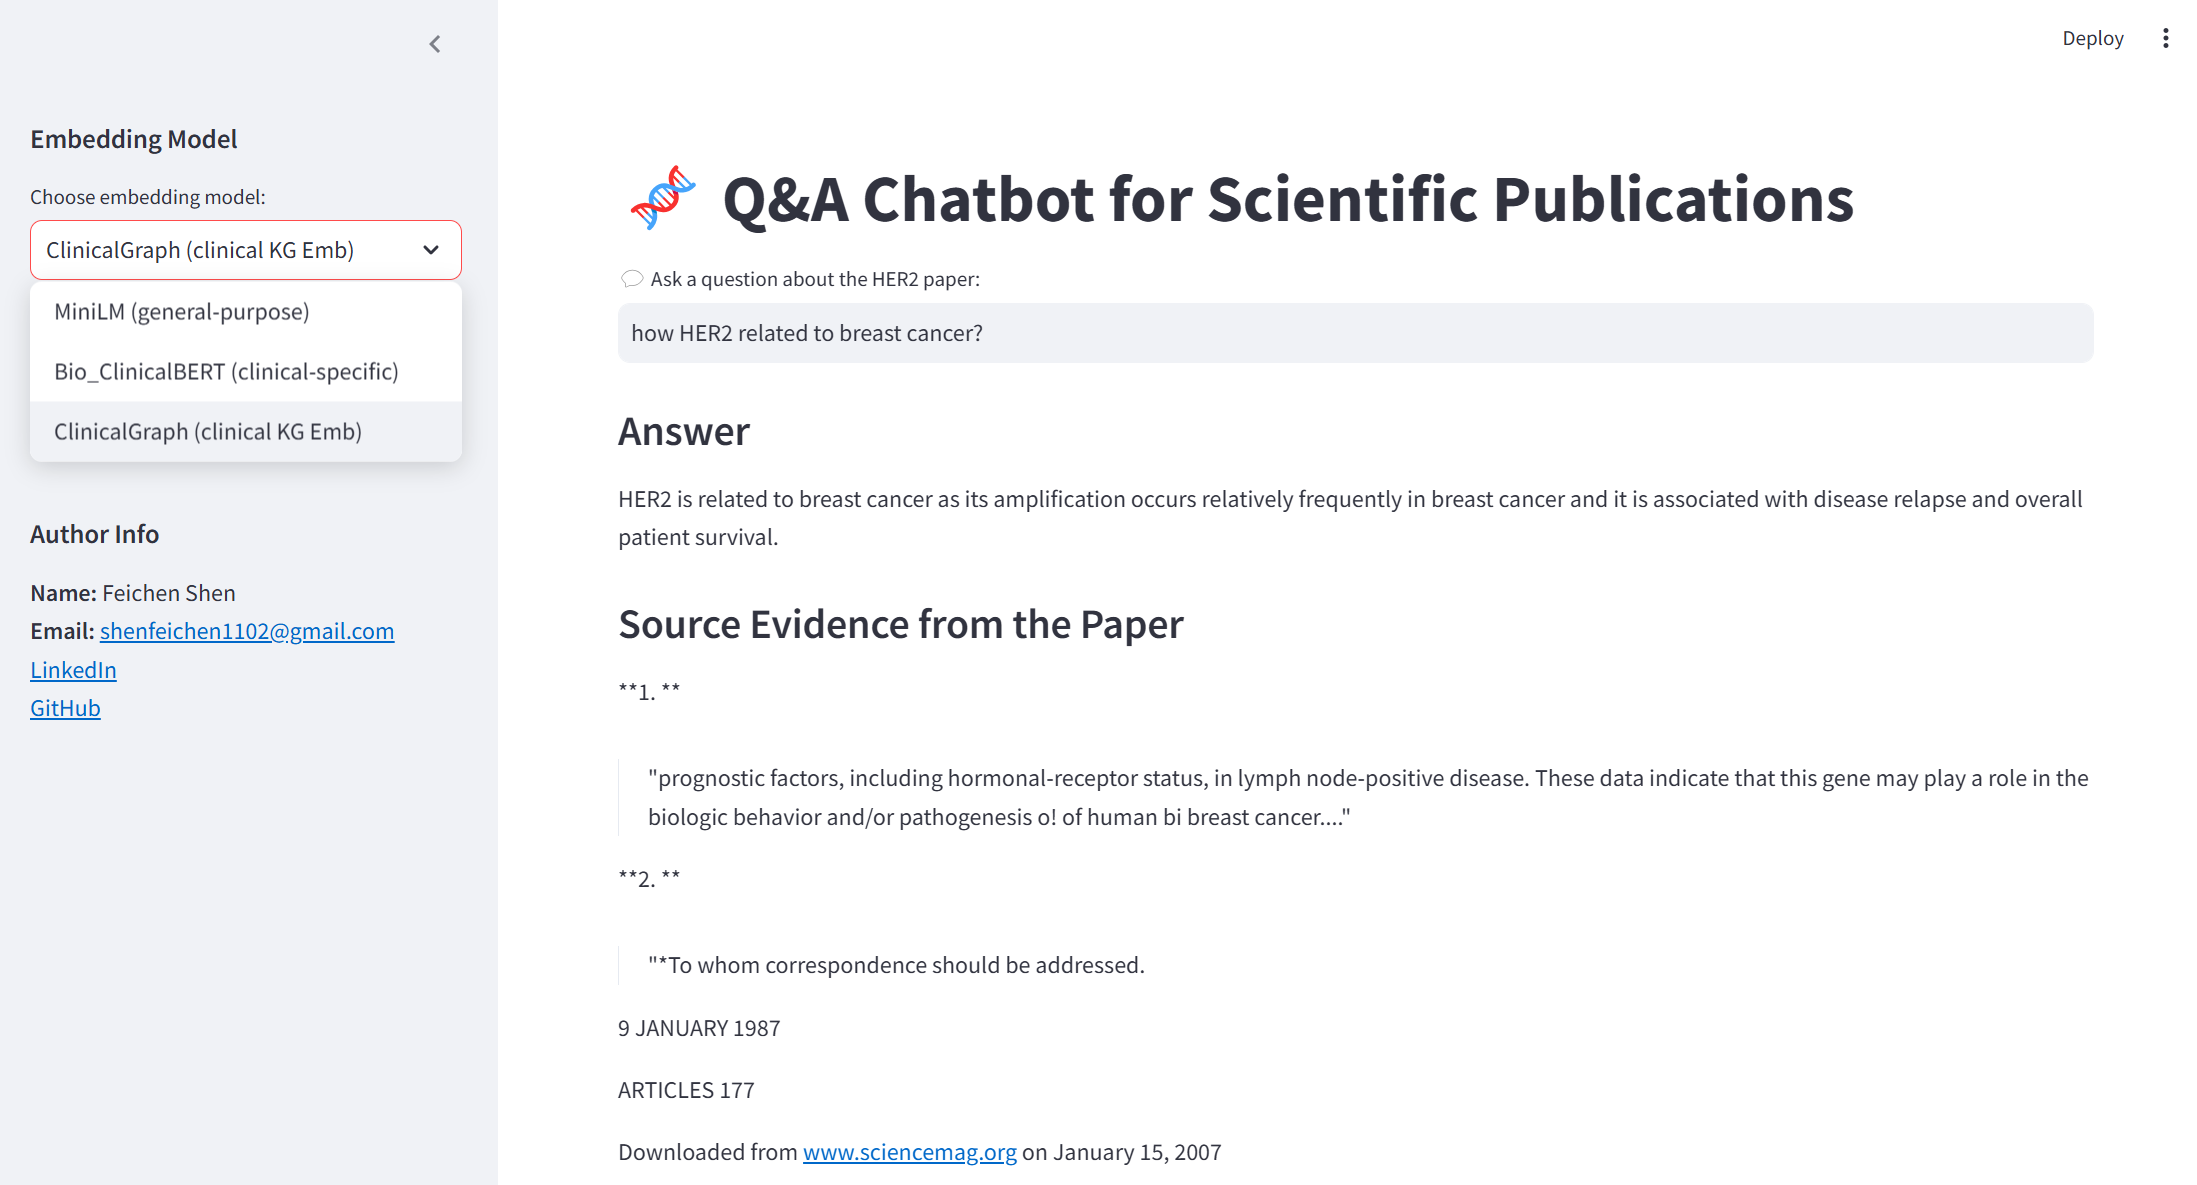 Deploy
Embedding Model
Choose embedding model:
ClinicalGraph (clinical KG Emb)
MiniLM (general-purpose)
Bio_ClinicalBERT (clinical-specific)
ClinicalGraph (clinical KG Emb)
Author Info
Name: Feichen Shen
Email: shenfeichen1102@gmail.com
LinkedIn
GitHub
Q&A Chatbot for Scientific Publications
Ask a question about the HER2 paper:
how HER2 related to breast cancer?
Answer
HER2 is related to breast cancer as its amplification occurs relatively frequently in breast cancer and it is associated with disease relapse and overall
patient survival.
Source Evidence from the Paper
**1. **
"prognostic factors, including hormonal-receptor status, in lymph node-positive disease. These data indicate that this gene may play a role in the
biologic behavior and/or pathogenesis o! of human bi breast cancer...."
**2. **
"*To whom correspondence should be addressed.
9 JANUARY 1987
ARTICLES 177
Downloaded from www.sciencemag.org on January 15, 2007